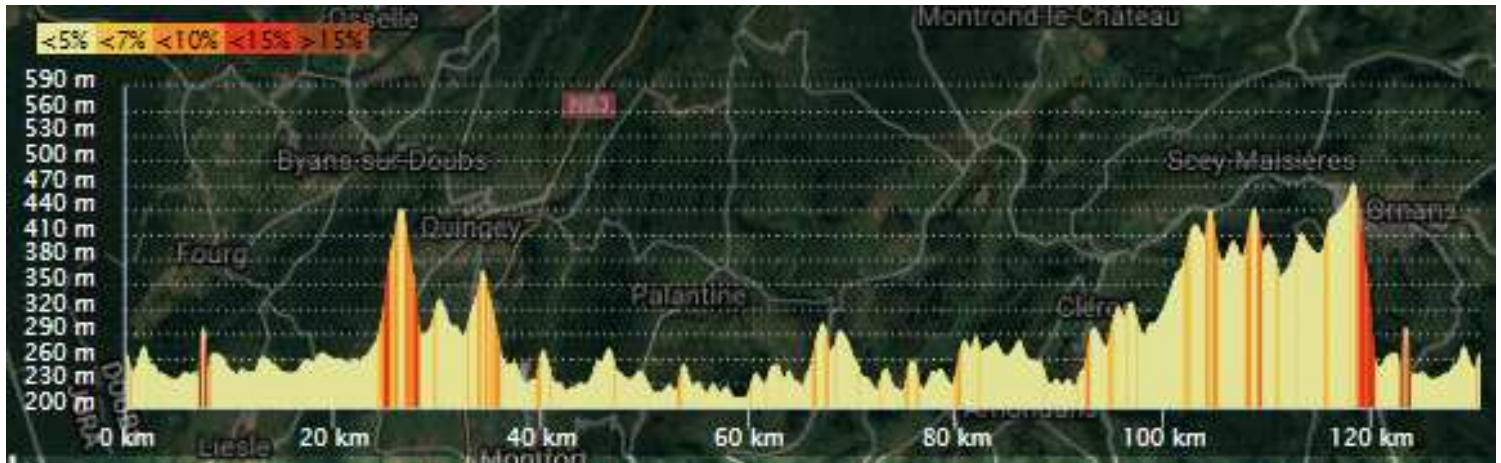 Osselle
Montrond-le-Château
<5% <7% <10% <15% >15%
590 m
560 m
530 m
500 m
470 m
440 m
410 m
380 m
350 m
320 m
290 m
260 m
230 m
200 m
Byans-sur-Doubs
Scey-Maisières
Quingey
Fourg
Palantine
0 km 20 km 40 km 60 km 80 km 100 km 120 km
Liesle
Amondans